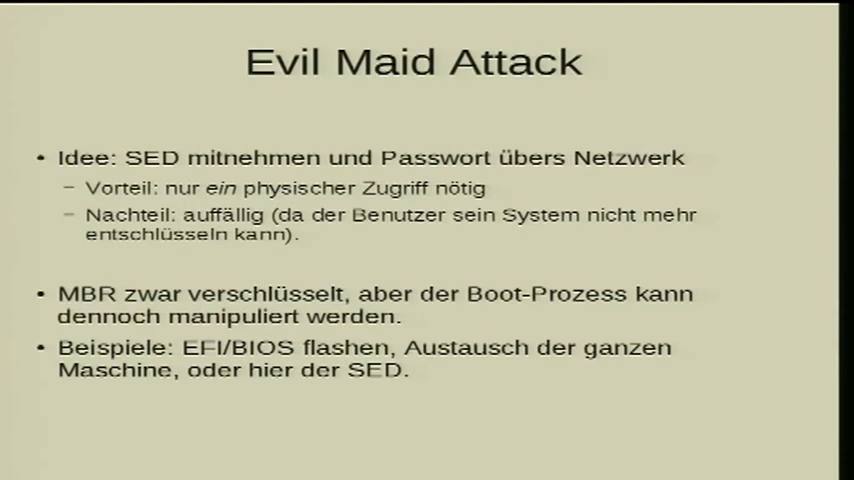 Evil Maid Attack
• Idee: SED mitnehmen und Passwort übers Netzwerk
– Vorteil: nur ein physischer Zugriff nötig
– Nachteil: auffällig (da der Benutzer sein System nicht mehr
entschlüsseln kann).
• MBR zwar verschlüsselt, aber der Boot-Prozess kann
dennoch manipuliert werden.
• Beispiele: EFI/BIOS flashen, Austausch der ganzen
Maschine, oder hier der SED.